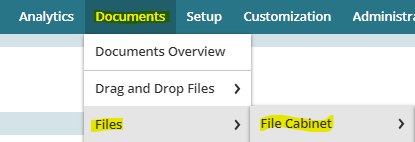 Analytics Documents Setup Customization Administra
Documents Overview
Drag and Drop Files
Files File Cabinet